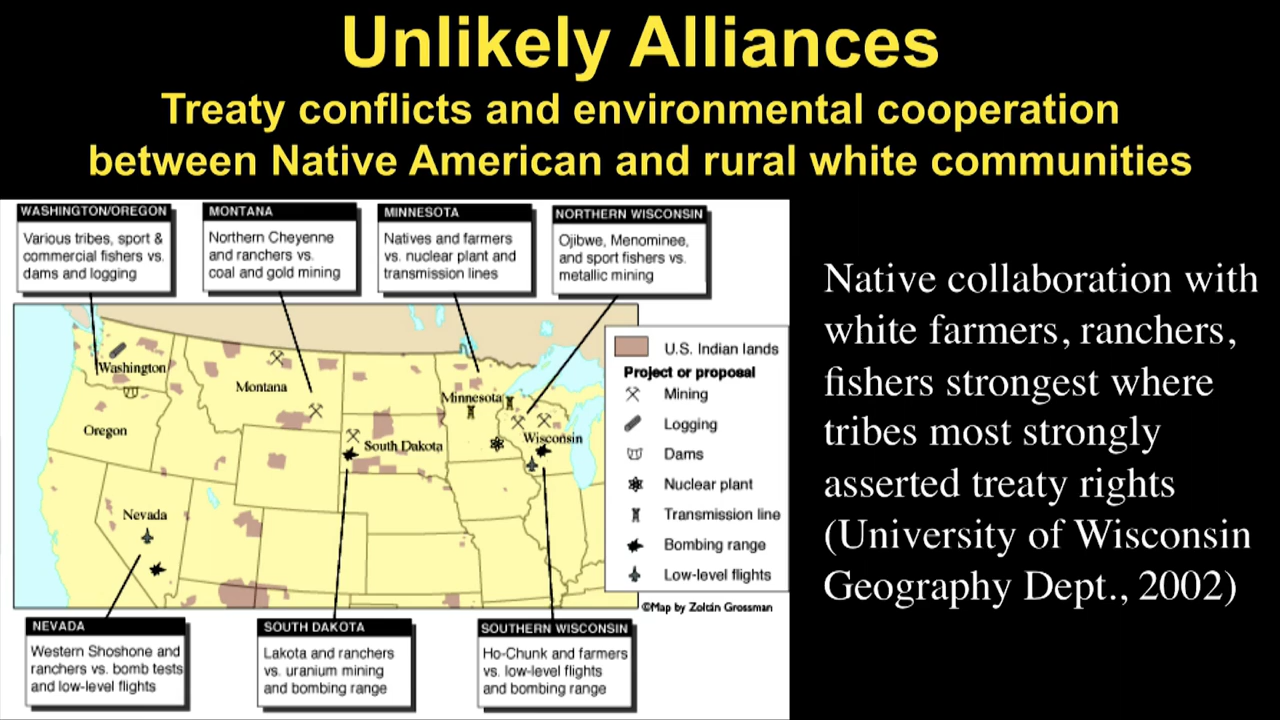 Unlikely Alliances
Treaty conflicts and environmental cooperation
between Native American and rural white communities
WASHINGTON/OREGON
Various tribes, sport &
commercial fishers vs.
dams and logging
MONTANA
Northern Cheyenne
and ranchers vs.
coal and gold mining
MINNESOTA
Natives and farmers
vs. nuclear plant and
transmission lines
NORTHERN WISCONSIN
Ojibwe, Menominee,
and sport fishers vs.
metallic mining
Washington
Oregon
Montana
Minnesota
South Dakota
Wisconsin
Nevada
U.S. Indian lands
Project or proposal
Mining
Logging
Dams
Nuclear plant
Transmission line
Bombing range
Low-level flights
©Map by Zoltán Grossman
NEVADA
Western Shoshone and
ranchers vs. bomb tests
and low-level flights
SOUTH DAKOTA
Lakota and ranchers
vs. uranium mining
and bombing range
SOUTHERN WISCONSIN
Ho-Chunk and farmers
vs. low-level flights
and bombing range
Native collaboration with
white farmers, ranchers,
fishers strongest where
tribes most strongly
asserted treaty rights
(University of Wisconsin
Geography Dept., 2002)